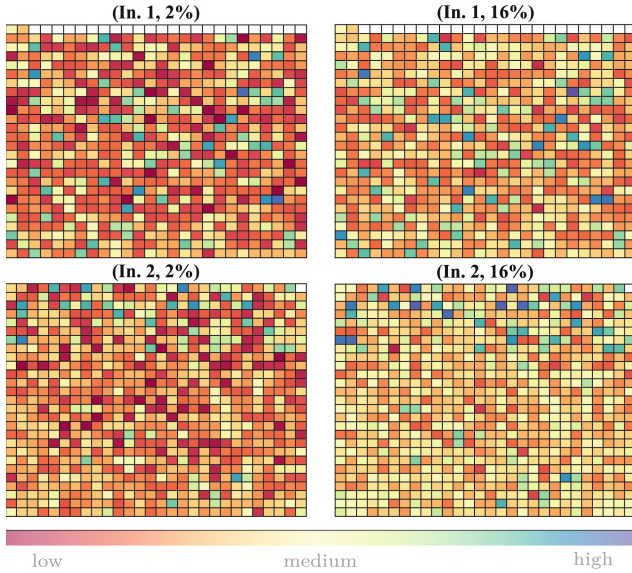 (In. 1, 2%)
(In. 1, 16%)
(In. 2, 2%)
(In. 2, 16%)
low medium high